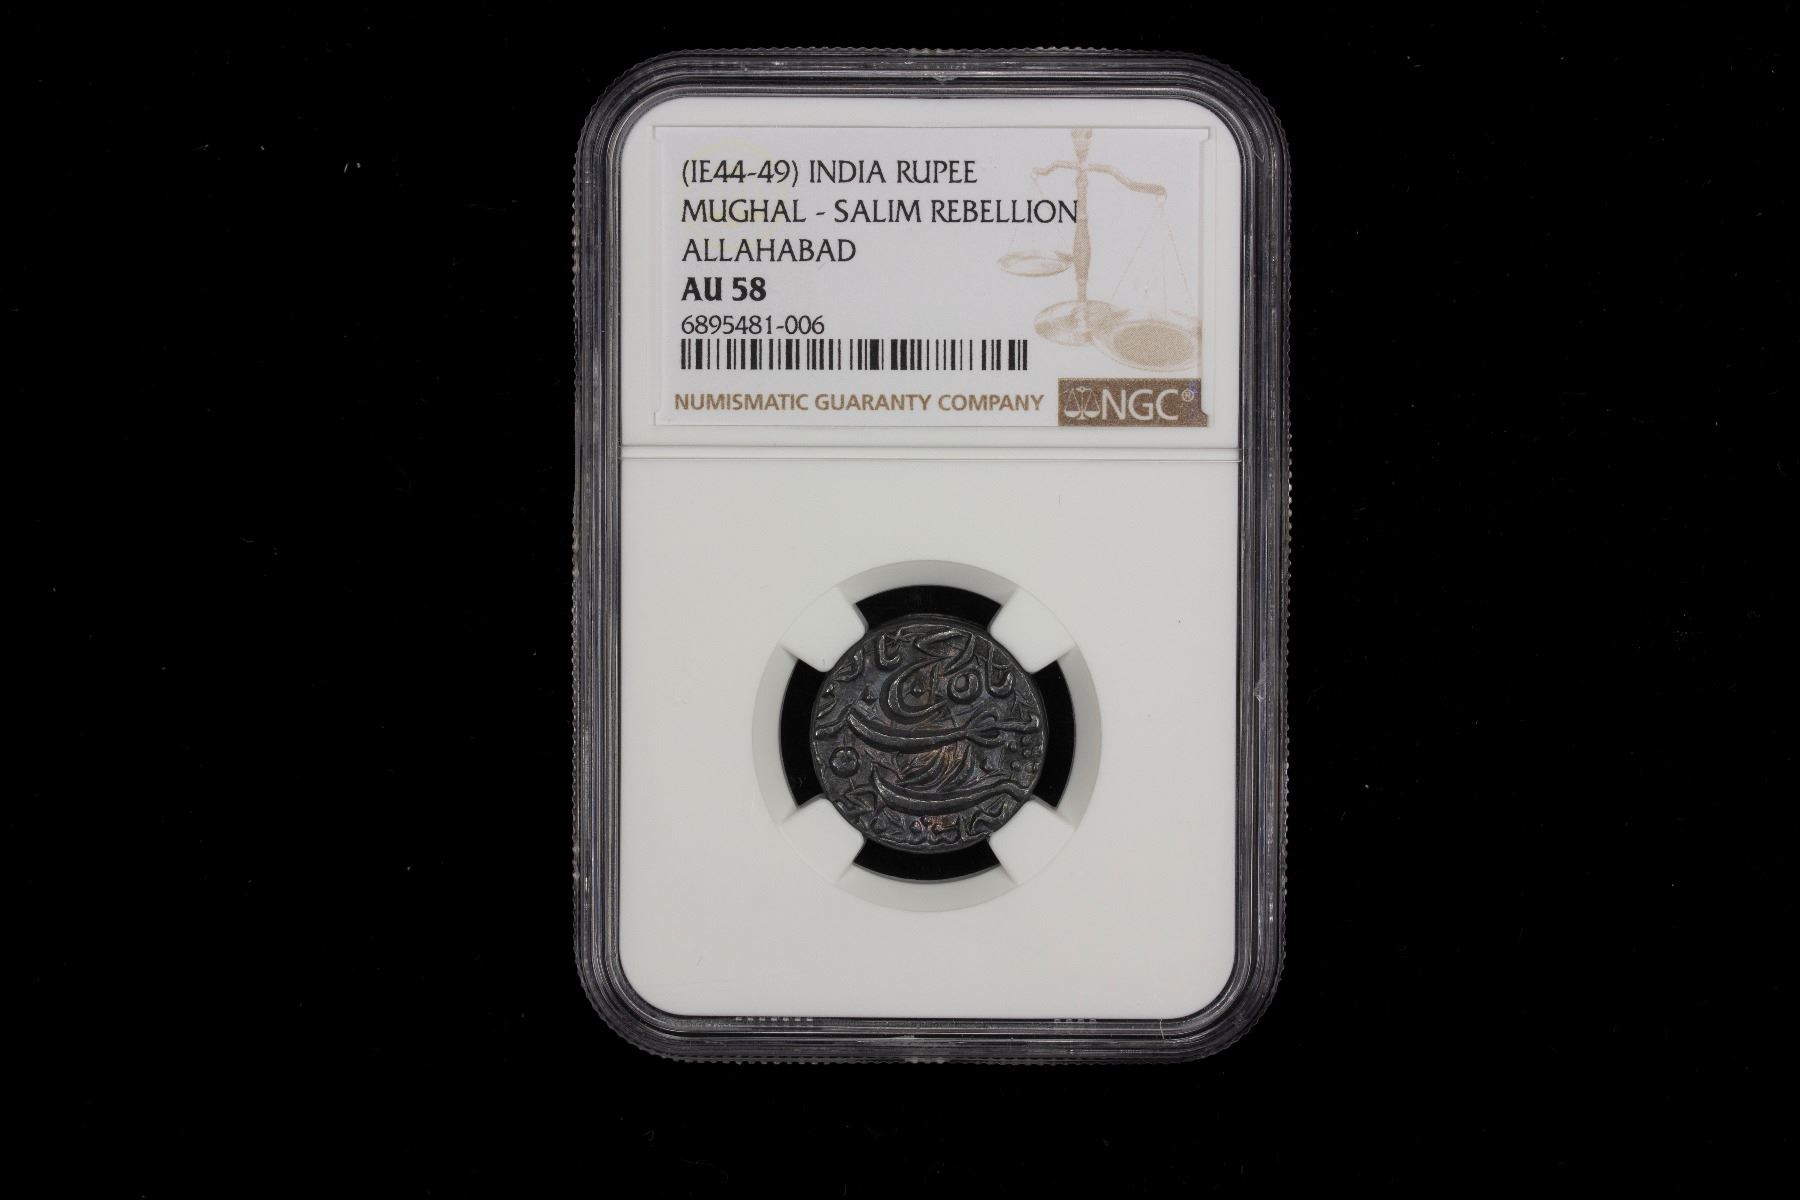 (IE44-49) INDIA RUPEE
MUGHAL - SALIM REBELLION
ALLAHABAD
AU 58
6895481-006
NUMISMATIC GUARANTY COMPANY
NGC®